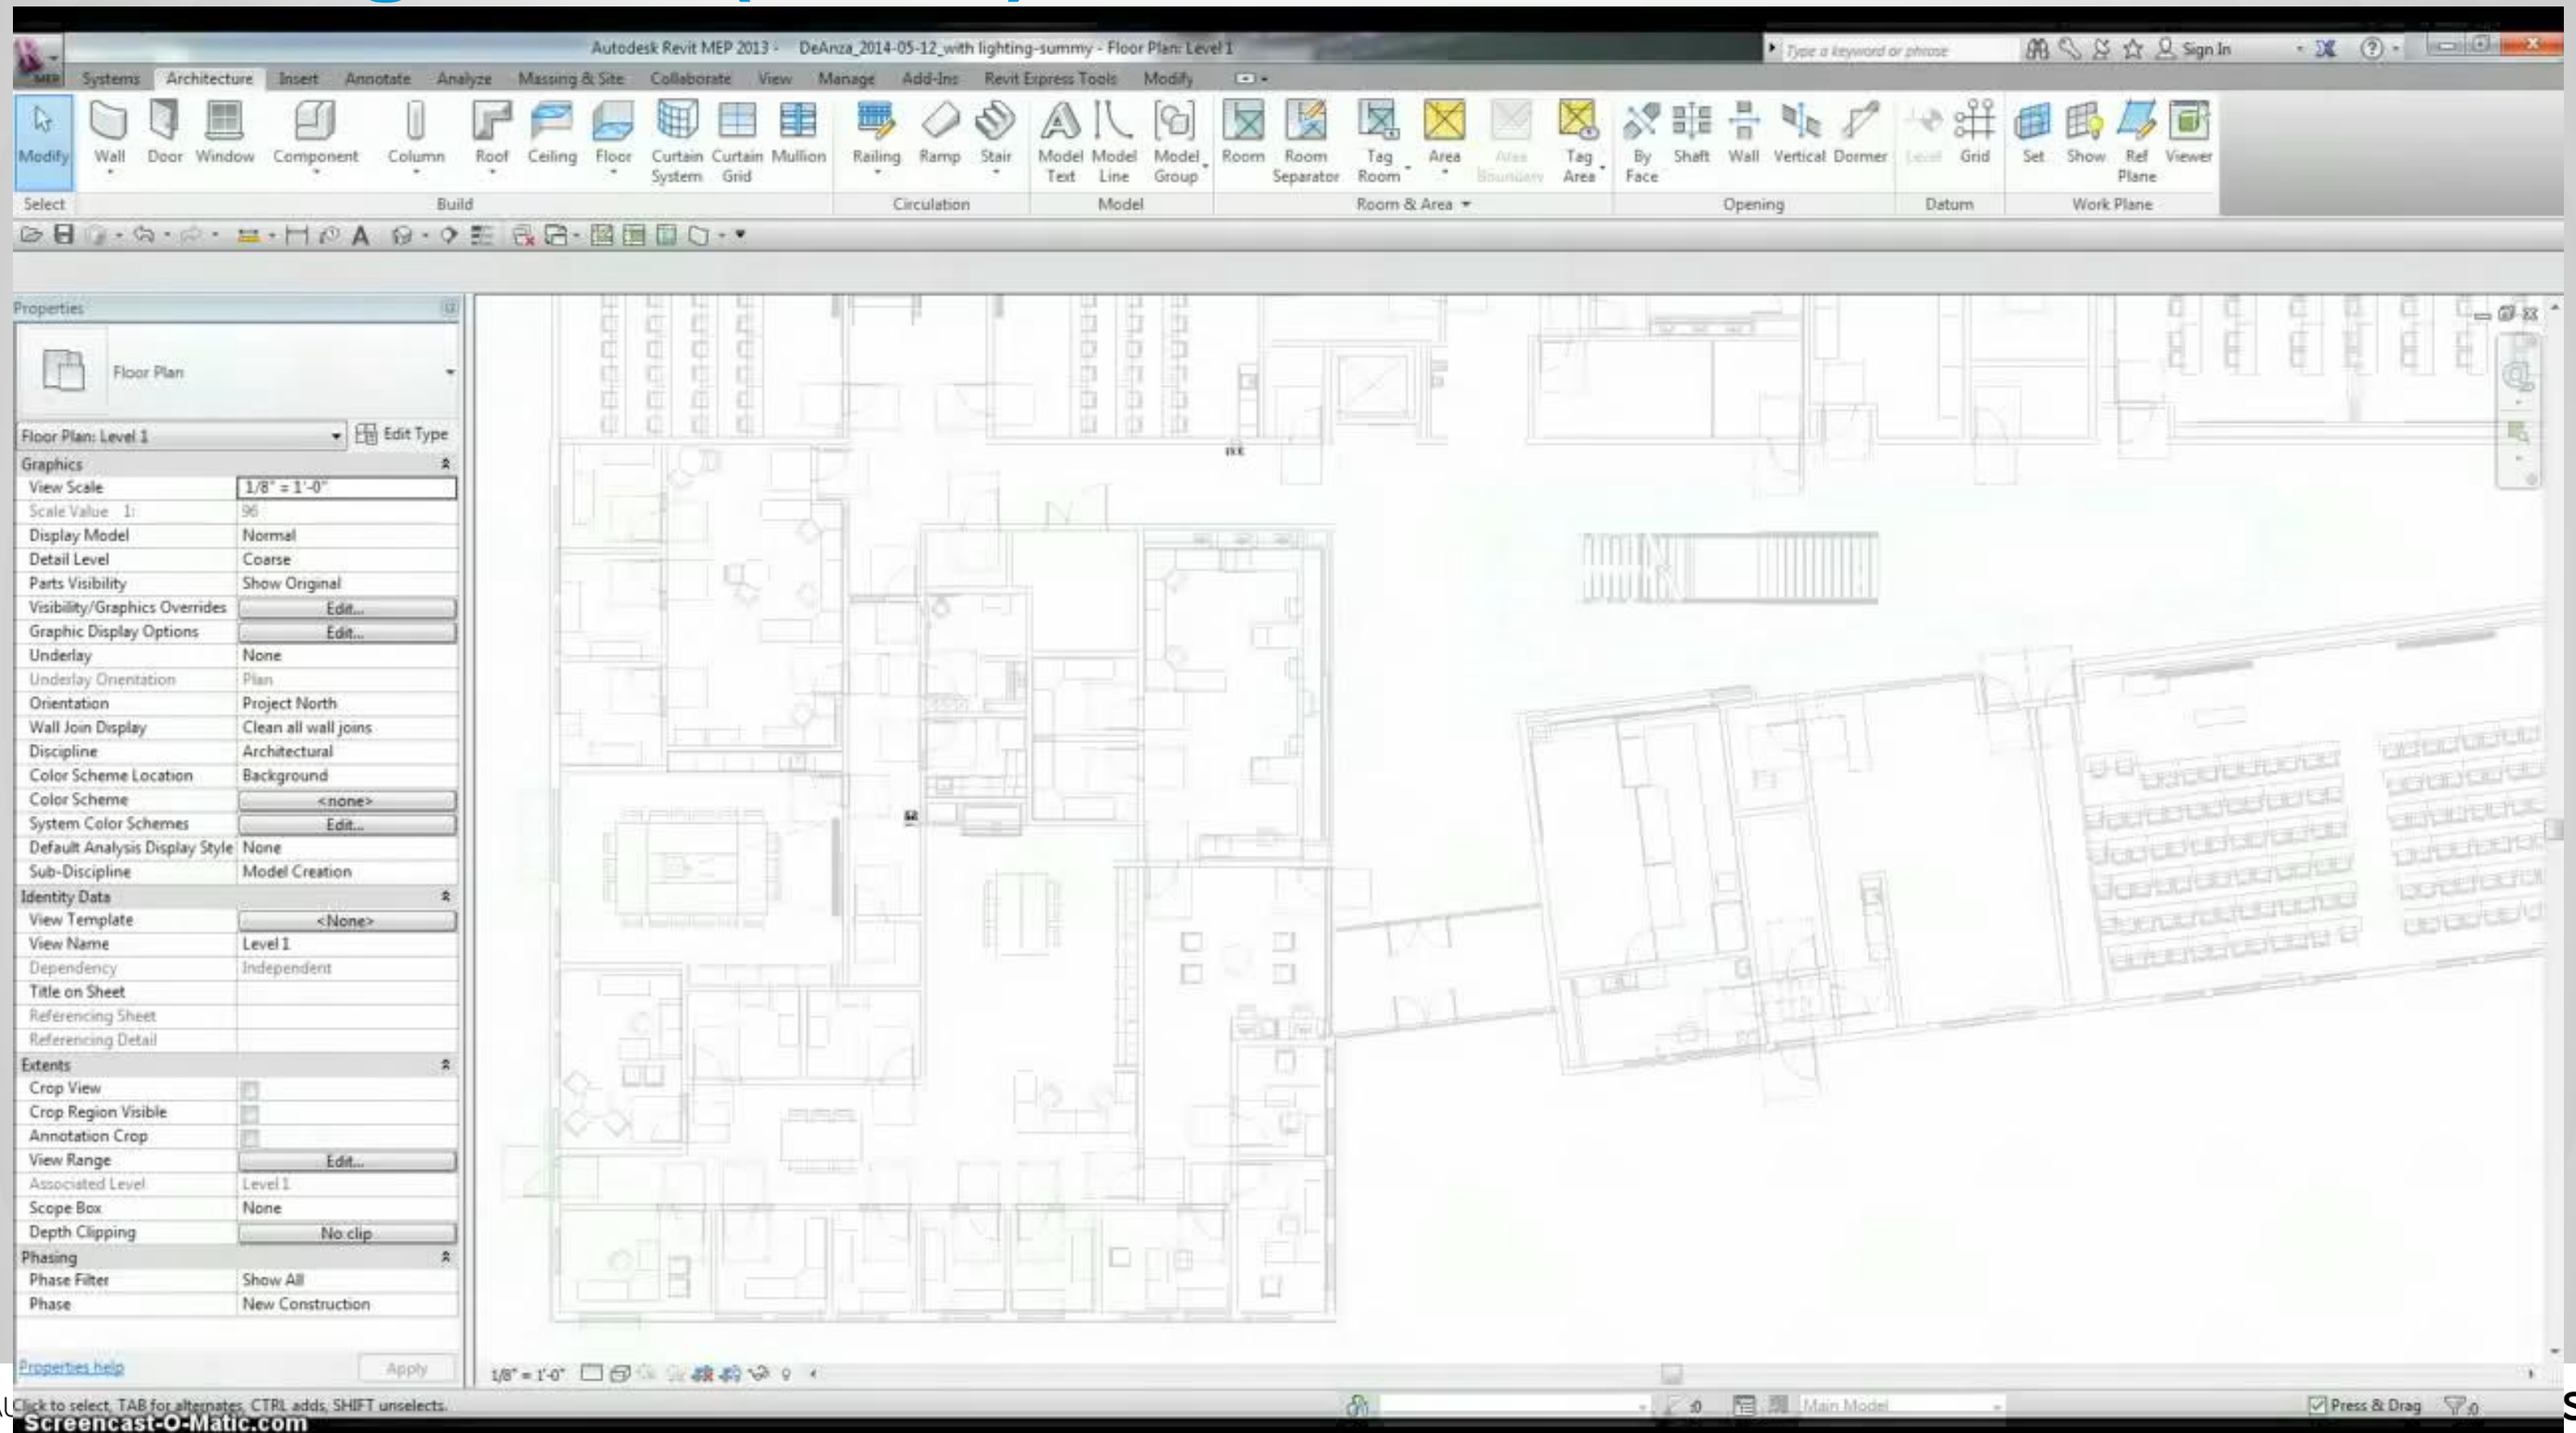 Autodesk Revit MEP 2013 - DeAnza_2014-05-12_with lighting-summy - Floor Plan: Level 1
Type a keyword or phrase
Sign In
MEP Systems Architecture Insert Annotate Analyze Massing & Site Collaborate View Manage Add-Ins Revit Express Tools Modify
Modify Wall Door Window Component Column Roof Ceiling Floor Curtain System Curtain Grid Mullion Railing Ramp Stair Model Text Model Line Model Group Room Room Separator Tag Room Area Area Boundary Tag Area By Face Shaft Wall Vertical Dormer Level Grid Set Show Ref Plane Viewer
Select Build Circulation Model Room & Area Opening Datum Work Plane
Properties
Floor Plan
Floor Plan: Level 1 Edit Type
Graphics
View Scale 1/8" = 1'-0"
Scale Value 1: 96
Display Model Normal
Detail Level Coarse
Parts Visibility Show Original
Visibility/Graphics Overrides Edit...
Graphic Display Options Edit...
Underlay None
Underlay Orientation Plan
Orientation Project North
Wall Join Display Clean all wall joins
Discipline Architectural
Color Scheme Location Background
Color Scheme <none>
System Color Schemes Edit...
Default Analysis Display Style None
Sub-Discipline Model Creation
Identity Data
View Template <None>
View Name Level 1
Dependency Independent
Title on Sheet
Referencing Sheet
Referencing Detail
Extents
Crop View
Crop Region Visible
Annotation Crop
View Range Edit...
Associated Level Level 1
Scope Box None
Depth Clipping No clip
Phasing
Phase Filter Show All
Phase New Construction
Properties help Apply
1/8" = 1'-0"
Click to select, TAB for alternates, CTRL adds, SHIFT unselects.
:0 Main Model Press & Drag :0
Screencast-O-Matic.com